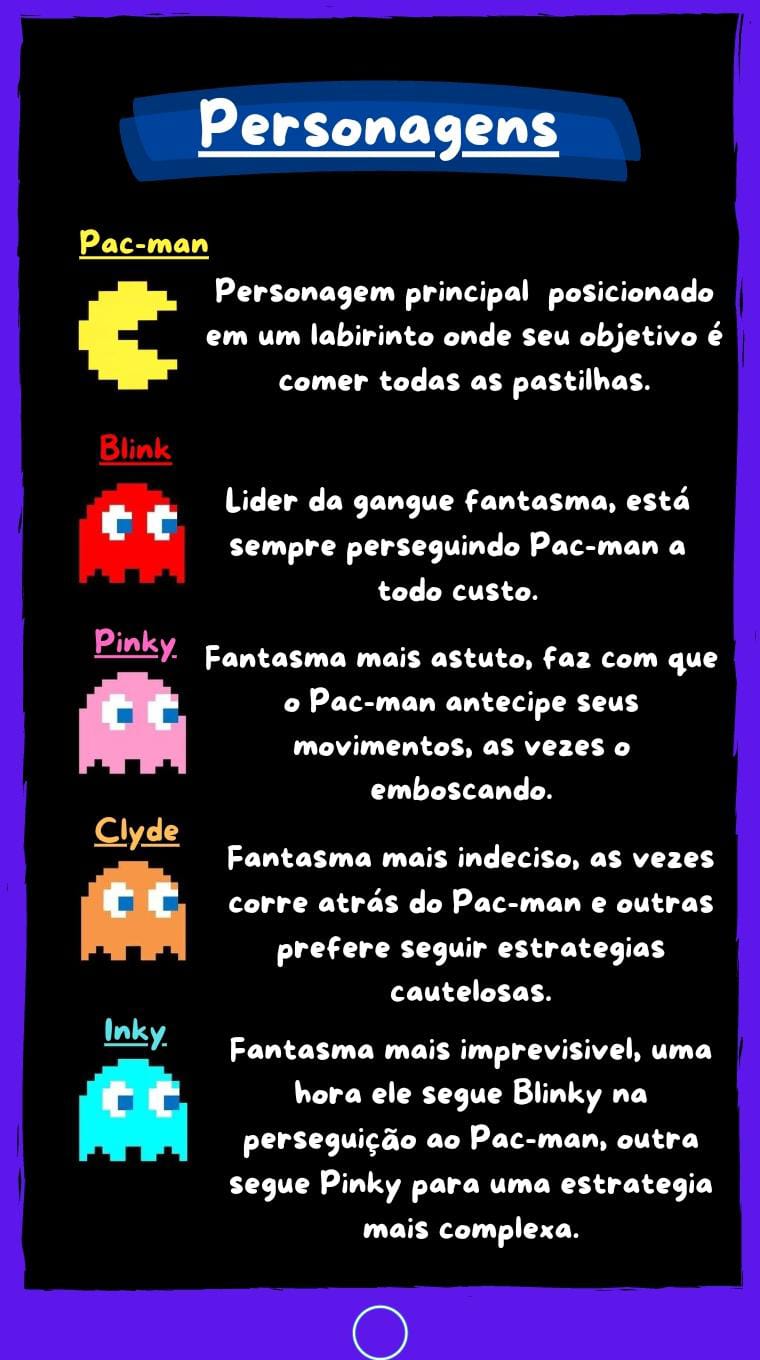 Personagens
Pac-man
Personagem principal posicionado
em um labirinto onde seu objetivo é
comer todas as pastilhas.
Blink
Lider da gangue fantasma, está
sempre perseguindo Pac-man a
todo custo.
Pinky
Fantasma mais astuto, faz com que
o Pac-man antecipe seus
movimentos, as vezes o
emboscando.
Clyde
Fantasma mais indeciso, as vezes
corre atrás do Pac-man e outras
prefere seguir estrategias
cautelosas.
Inky
Fantasma mais imprevisivel, uma
hora ele segue Blinky na
perseguição ao Pac-man, outra
segue Pinky para uma estrategia
mais complexa.